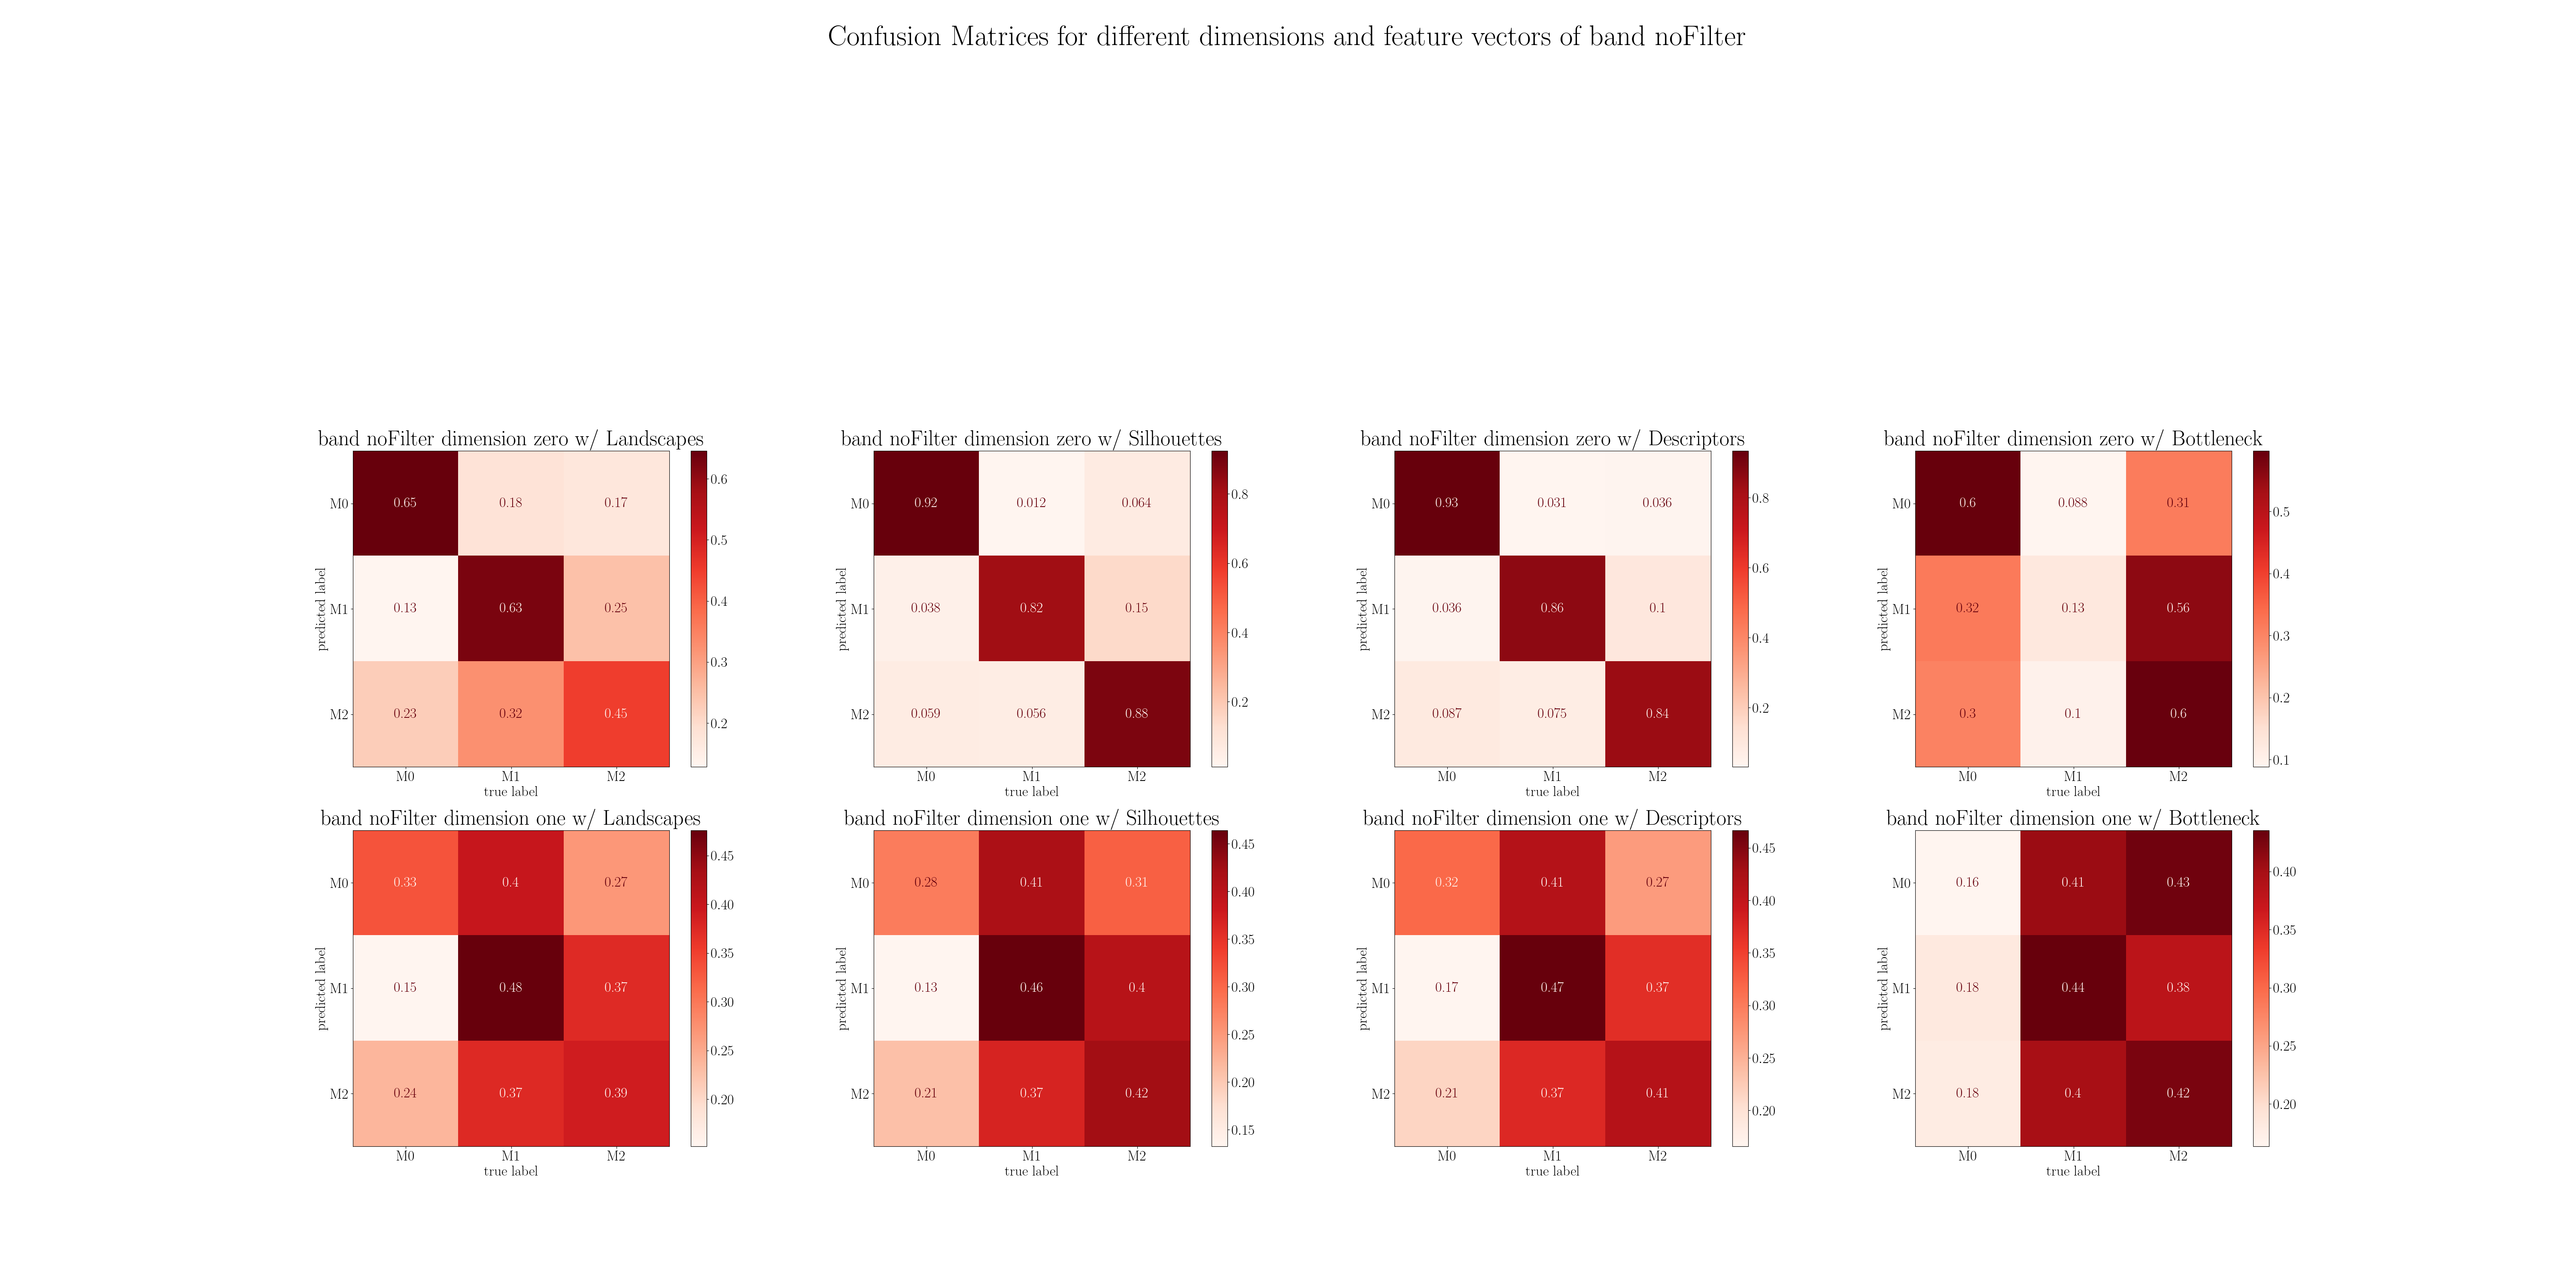 Confusion Matrices for different dimensions and feature vectors of band noFilter
band noFilter dimension zero w/ Landscapes
0.65 0.18 0.17
0.13 0.63 0.25
0.23 0.32 0.45
M0
M1
M2
predicted label
M0 M1 M2
true label
0.6
0.5
0.4
0.3
0.2
band noFilter dimension zero w/ Silhouettes
0.92 0.012 0.064
0.038 0.82 0.15
0.059 0.056 0.88
M0
M1
M2
predicted label
M0 M1 M2
true label
0.8
0.6
0.4
0.2
band noFilter dimension zero w/ Descriptors
0.93 0.031 0.036
0.036 0.86 0.1
0.087 0.075 0.84
M0
M1
M2
predicted label
M0 M1 M2
true label
0.8
0.6
0.4
0.2
band noFilter dimension zero w/ Bottleneck
0.6 0.088 0.31
0.32 0.13 0.56
0.3 0.1 0.6
M0
M1
M2
predicted label
M0 M1 M2
true label
0.5
0.4
0.3
0.2
0.1
band noFilter dimension one w/ Landscapes
0.33 0.4 0.27
0.15 0.48 0.37
0.24 0.37 0.39
M0
M1
M2
predicted label
M0 M1 M2
true label
0.45
0.40
0.35
0.30
0.25
0.20
band noFilter dimension one w/ Silhouettes
0.28 0.41 0.31
0.13 0.46 0.4
0.21 0.37 0.42
M0
M1
M2
predicted label
M0 M1 M2
true label
0.45
0.40
0.35
0.30
0.25
0.20
0.15
band noFilter dimension one w/ Descriptors
0.32 0.41 0.27
0.17 0.47 0.37
0.21 0.37 0.41
M0
M1
M2
predicted label
M0 M1 M2
true label
0.45
0.40
0.35
0.30
0.25
0.20
band noFilter dimension one w/ Bottleneck
0.16 0.41 0.43
0.18 0.44 0.38
0.18 0.4 0.42
M0
M1
M2
predicted label
M0 M1 M2
true label
0.40
0.35
0.30
0.25
0.20